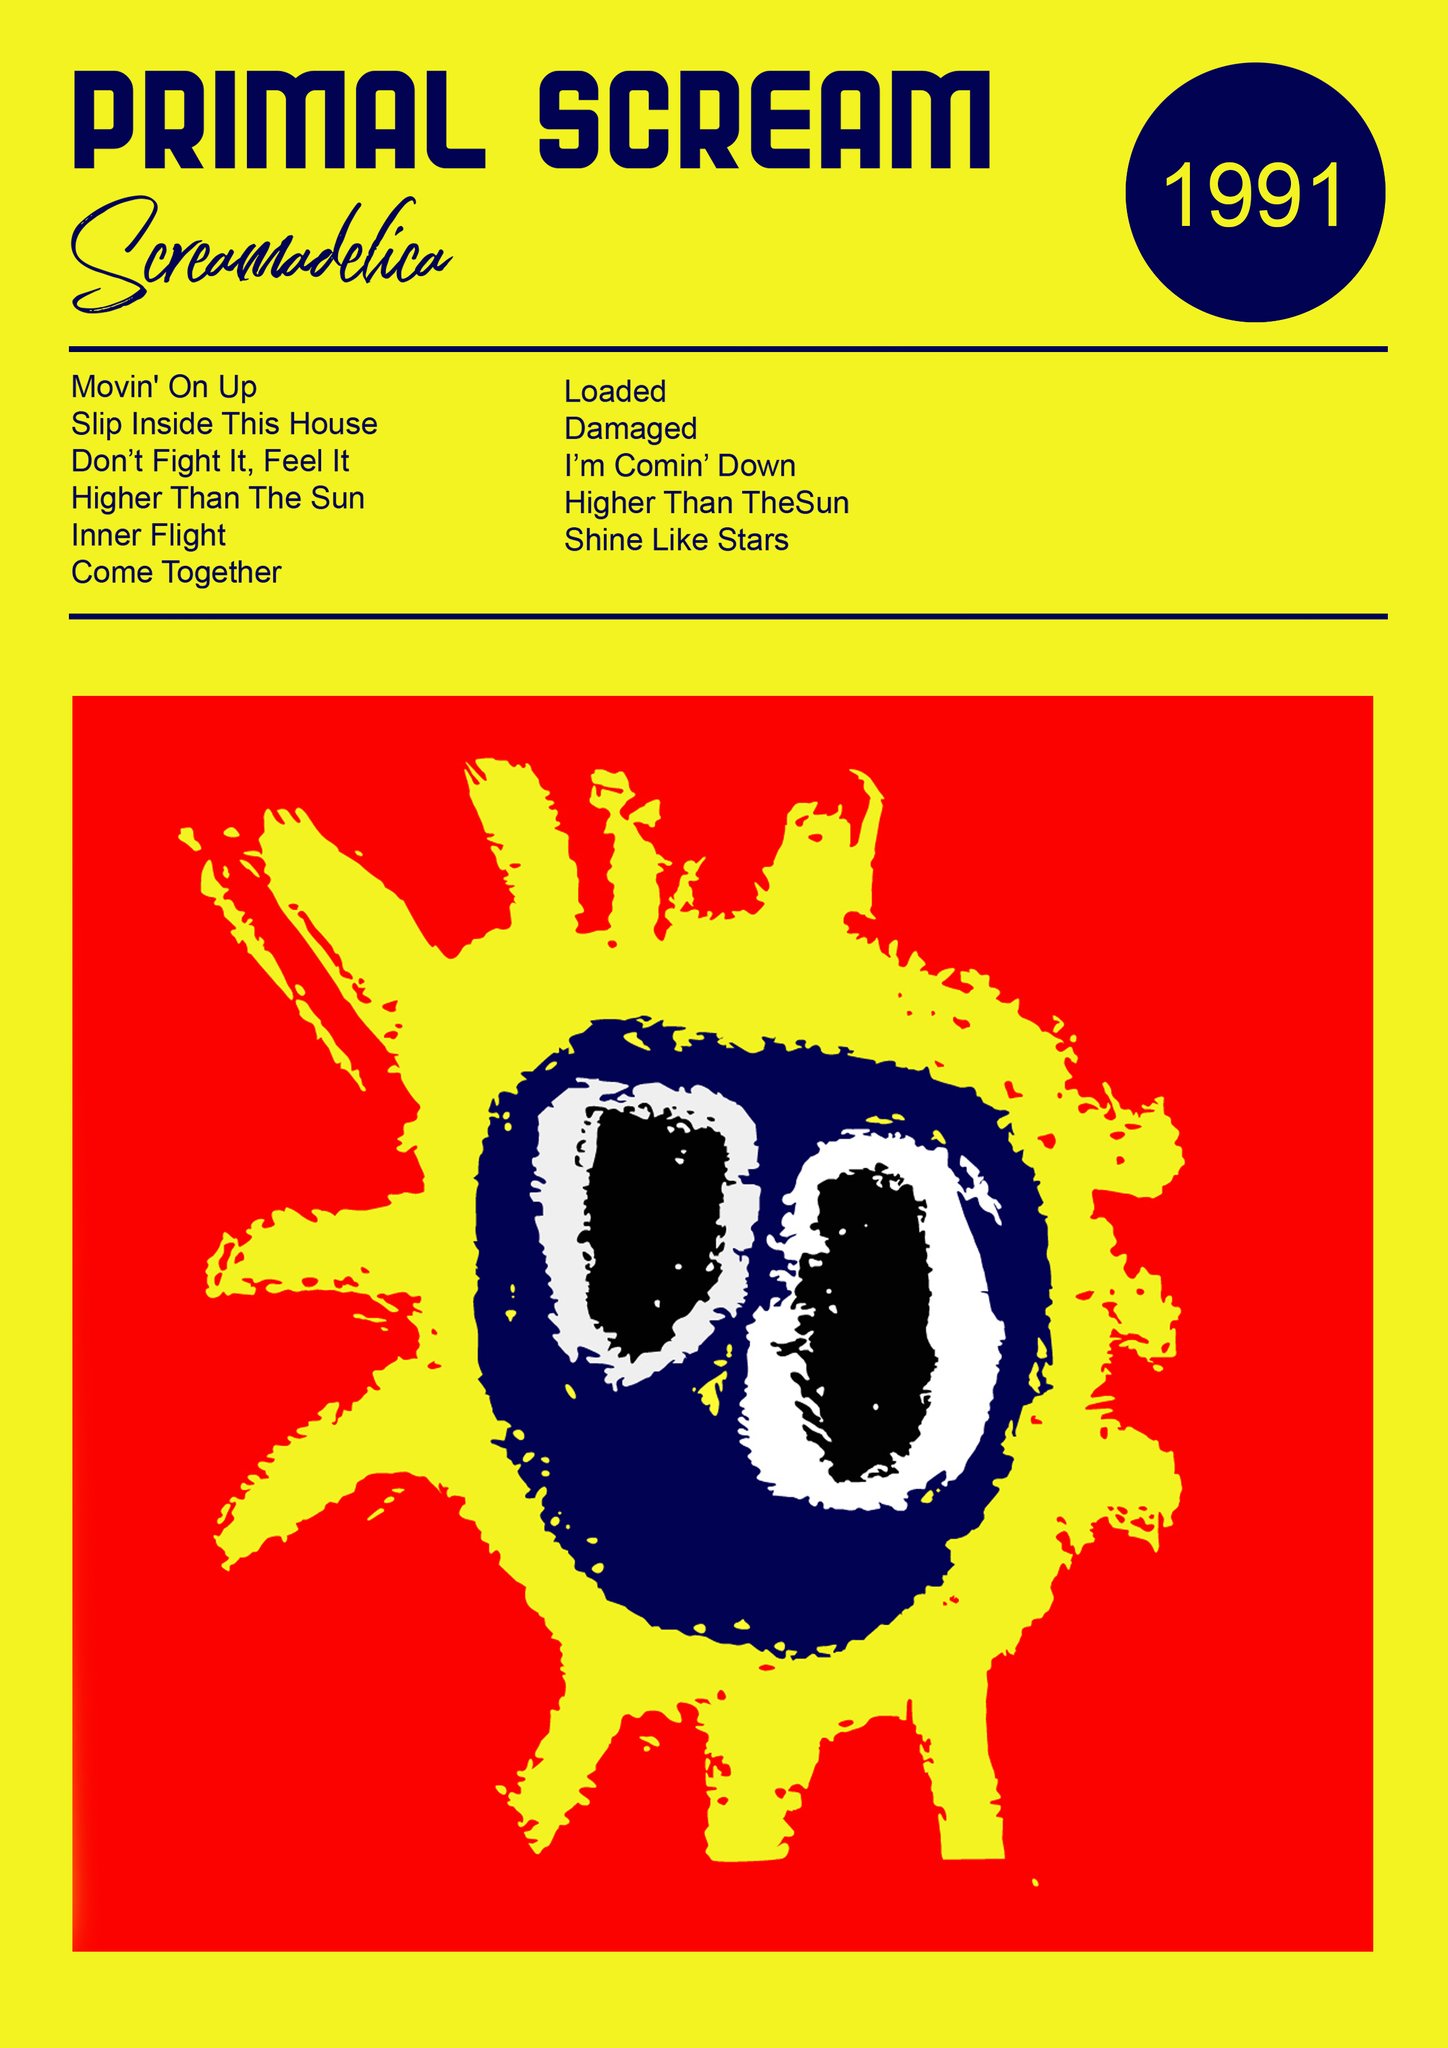 PRIMAL SCREAM
1991
Screamadelica
Movin' On Up
Slip Inside This House
Don’t Fight It, Feel It
Higher Than The Sun
Inner Flight
Come Together
Loaded
Damaged
I’m Comin’ Down
Higher Than TheSun
Shine Like Stars